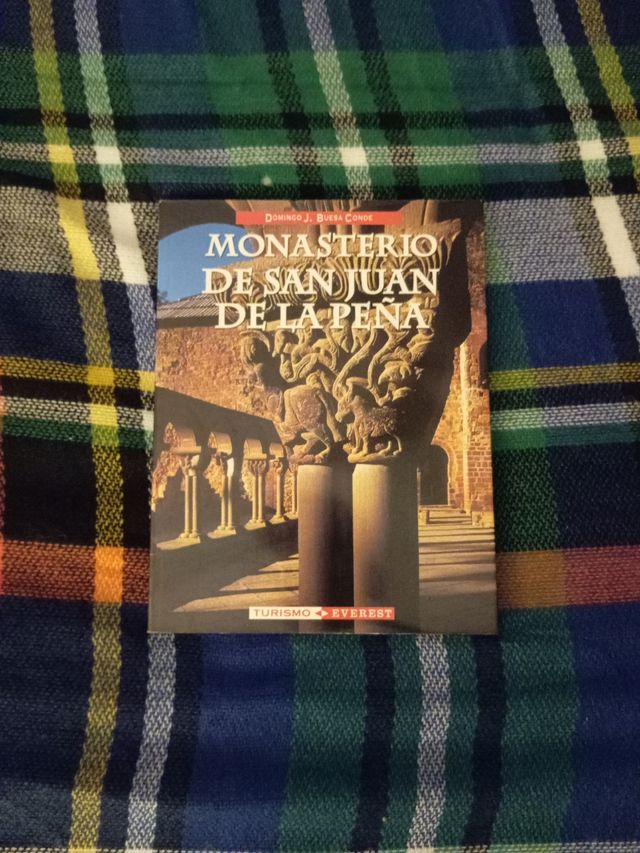 DOMINGO J. BUESA CONDE
MONASTERIO
DE SAN JUAN
DE LA PEÑA
TURISMO EVEREST